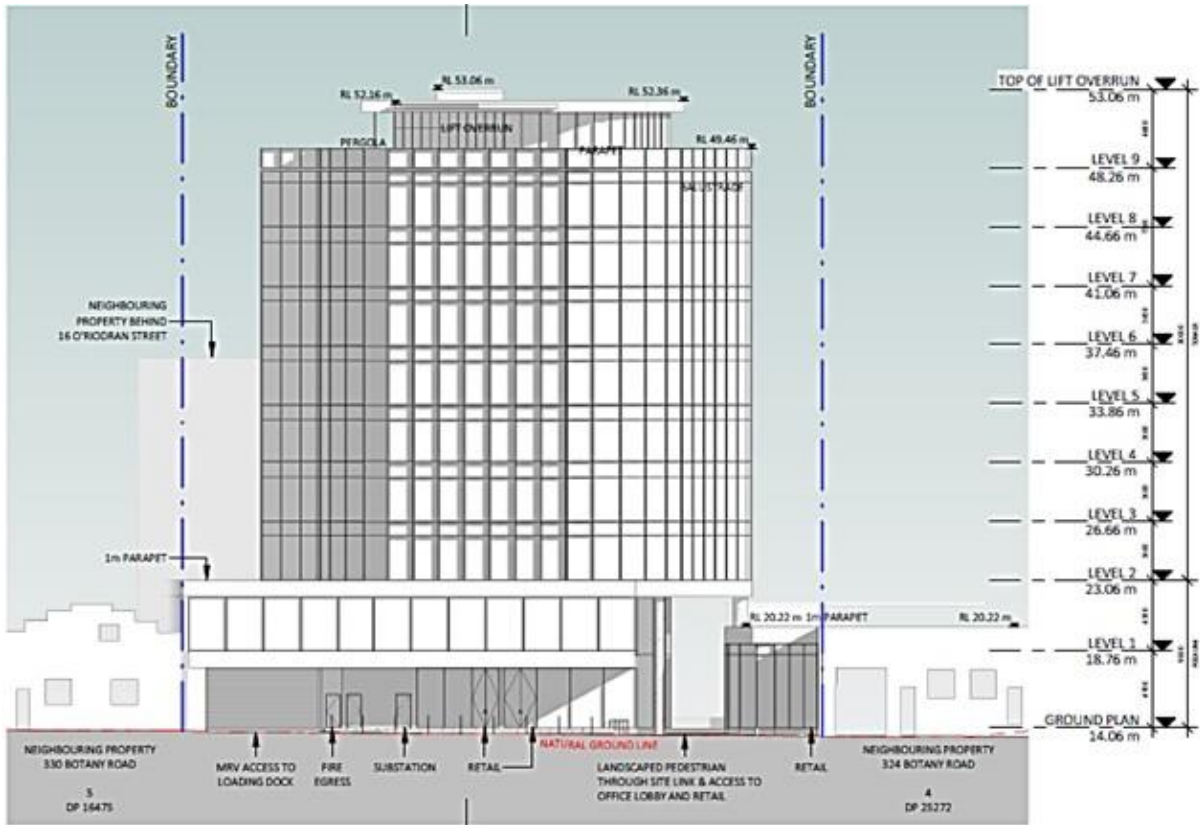 BOUNDARY
BOUNDARY
RL 53.06 m
RL 52.16 m
RL 52.36 m
LIFT OVERRUN
PERGOLA
PARAPET
RL 49.46 m
BALUSTRADE
TOP OF LIFT OVERRUN
53.06 m
LEVEL 9
48.26 m
LEVEL 8
44.66 m
LEVEL 7
41.06 m
LEVEL 6
37.46 m
LEVEL 5
33.86 m
LEVEL 4
30.26 m
LEVEL 3
26.66 m
LEVEL 2
23.06 m
LEVEL 1
18.76 m
GROUND PLAN
14.06 m
NEIGHBOURING
PROPERTY BEHIND
16 O'RIODRAN STREET
1m PARAPET
RL 20.22 m 1m PARAPET
RL 20.22 m
NATURAL GROUND LINE
NEIGHBOURING PROPERTY
330 BOTANY ROAD
DP 16475
MRV ACCESS TO
LOADING DOCK
FIRE
EGRESS
SUBSTATION
RETAIL
LANDSCAPED PEDESTRIAN
THROUGH SITE LINK & ACCESS TO
OFFICE LOBBY AND RETAIL
RETAIL
NEIGHBOURING PROPERTY
324 BOTANY ROAD
4
DP 25272